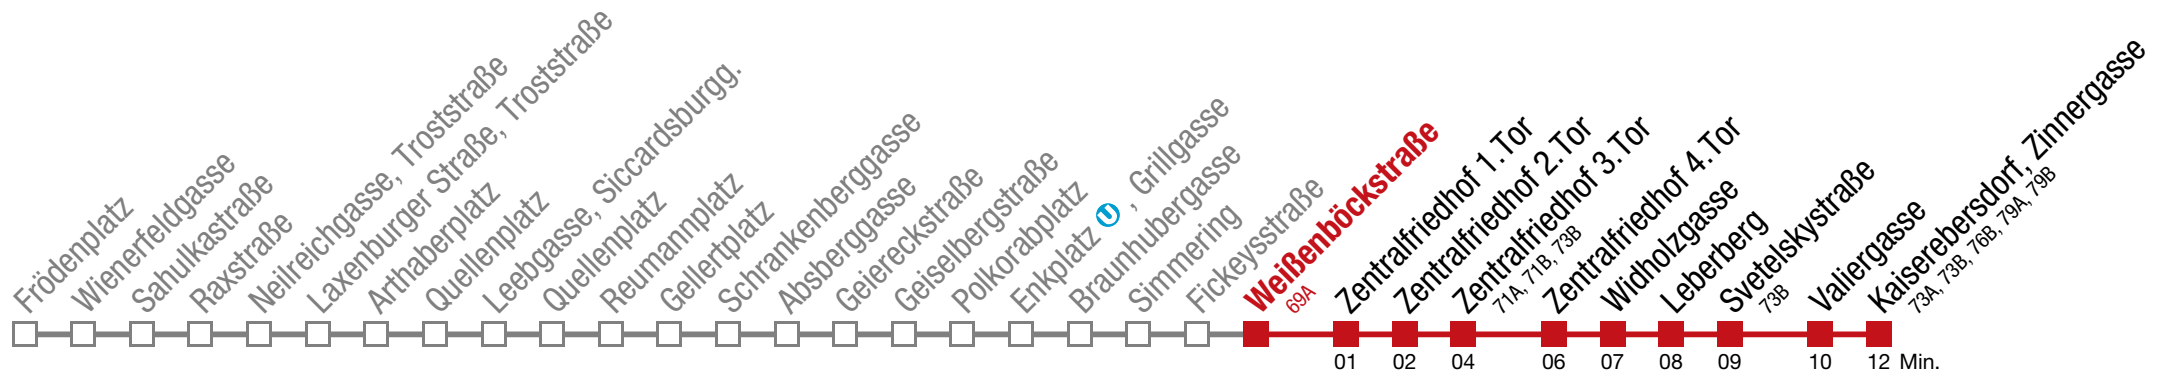 Frödenplatz
Wienerfeldgasse
Sahulkastraße
Raxstraße
Neilreichgasse, Troststraße
Laxenburger Straße, Troststraße
Arthaberplatz
Quellenplatz
Leebgasse, Siccardsburgg.
Quellenplatz
Reumannplatz
Gellertplatz
Schrankenberggasse
Absberggasse
Geiereckstraße
Geiselbergstraße
Polkorabplatz
Enkplatz U, Grillgasse
Braunhubergasse
Simmering
Fickeysstraße
Weißenböckstraße
69A
Zentralfriedhof 1.Tor
Zentralfriedhof 2.Tor
Zentralfriedhof 3.Tor
71A, 71B, 73B
Zentralfriedhof 4.Tor
Widholzgasse
Leberberg
Svetelskystraße
73B
Valiergasse
Kaiserebersdorf, Zinnergasse
73A, 73B, 76B, 79A, 79B
01 02 04 06 07 08 09 10 12 Min.